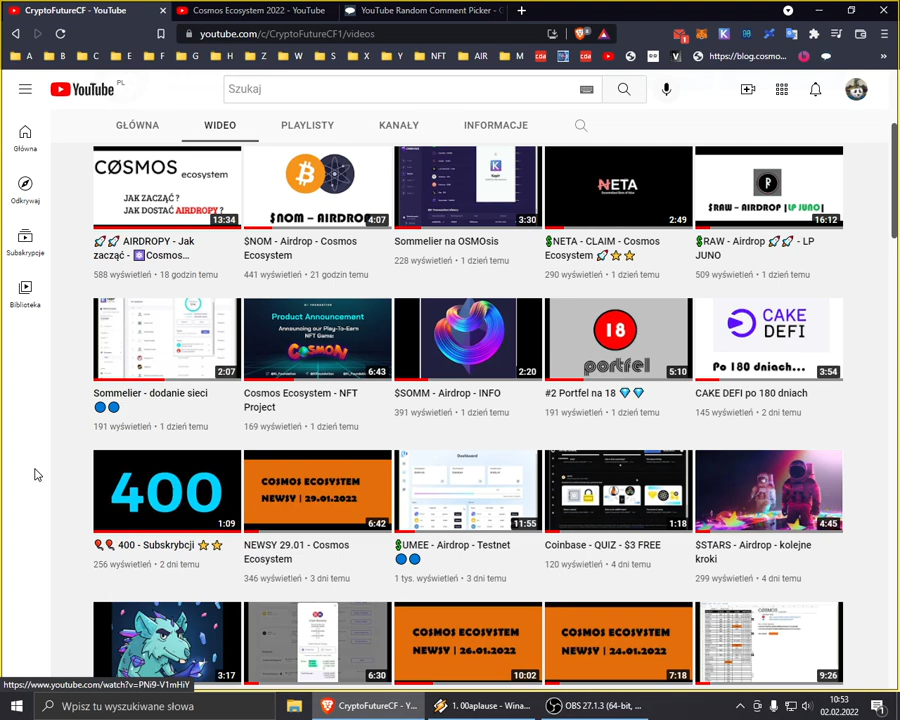 CryptoFutureCF - YouTube
Cosmos Ecosystem 2022 - YouTube
YouTube Random Comment Picker -
youtube.com/c/CryptoFutureCF1/videos
A
B
C
E
F
G
H
Z
W
S
X
Y
NFT
AIR
M
https://blog.cosmo...
YouTube PL
Szukaj
GŁÓWNA
WIDEO
PLAYLISTY
KANAŁY
INFORMACJE
Główna
Odkrywaj
Subskrypcje
Biblioteka
COSMOS ecosystem
JAK ZACZĄĆ ?
JAK DOSTAĆ AIRDROPY ?
13:34
$NOM - AIRDROP
4:07
3:30
NETA
2:49
$RAW - AIRDROP |LP JUNO|
16:12
🚀🚀 AIRDROPY - Jak zacząć - ⚛Cosmos...
588 wyświetleń • 18 godzin temu
$NOM - Airdrop - Cosmos Ecosystem
441 wyświetleń • 21 godzin temu
Sommelier na OSMOsis
228 wyświetleń • 1 dzień temu
💲NETA - CLAIM - Cosmos Ecosystem 🚀⭐⭐
290 wyświetleń • 1 dzień temu
💲RAW - Airdrop 🚀🚀 - LP JUNO
509 wyświetleń • 1 dzień temu
2:07
Product Announcement
Announcing our Play-To-Earn
NFT Game:
COSMON
6:43
2:20
18
portfel
5:10
CAKE DEFI
Po 180 dniach...
3:54
Sommelier - dodanie sieci 🔵🔵
191 wyświetleń • 1 dzień temu
Cosmos Ecosystem - NFT Project
169 wyświetleń • 1 dzień temu
$SOMM - Airdrop - INFO
391 wyświetleń • 1 dzień temu
#2 Portfel na 18 💎💎
191 wyświetleń • 1 dzień temu
CAKE DEFI po 180 dniach
145 wyświetleń • 2 dni temu
400
1:09
COSMOS ECOSYSTEM
NEWSY | 29.01.2022
6:42
Dashboard
11:55
1:18
4:45
🎈🎈 400 - Subskrybcji ⭐⭐
256 wyświetleń • 2 dni temu
NEWSY 29.01 - Cosmos Ecosystem
346 wyświetleń • 3 dni temu
💲UMEE - Airdrop - Testnet 🔵🔵
1 tys. wyświetleń • 3 dni temu
Coinbase - QUIZ - $3 FREE
120 wyświetleń • 4 dni temu
$STARS - Airdrop - kolejne kroki
299 wyświetleń • 4 dni temu
3:17
6:30
COSMOS ECOSYSTEM
NEWSY | 26.01.2022
10:02
COSMOS ECOSYSTEM
NEWSY | 24.01.2022
7:18
9:26
https://www.youtube.com/watch?v=PNi9-V1mHiY
Wpisz tu wyszukiwane słowa
CryptoFutureCF - Y...
1. 00aplause - Wina...
OBS 27.1.3 (64-bit, ...
10:53
02.02.2022